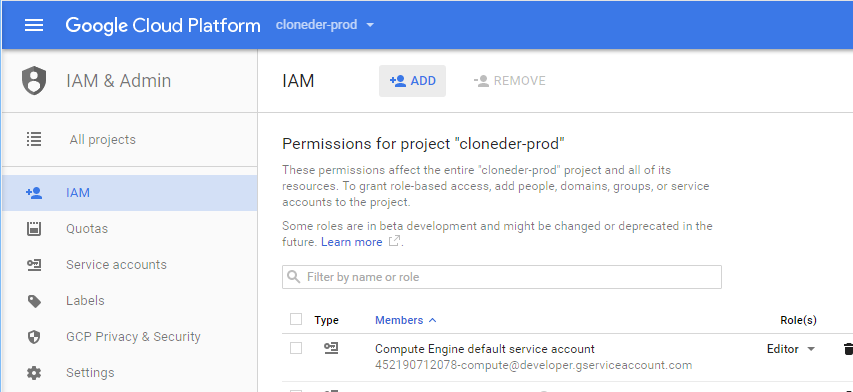 Google Cloud Platform cloneder-prod
IAM & Admin
IAM
ADD
REMOVE
All projects
IAM
Quotas
Service accounts
Labels
GCP Privacy & Security
Settings
Permissions for project "cloneder-prod"
These permissions affect the entire "cloneder-prod" project and all of its
resources. To grant role-based access, add people, domains, groups, or service
accounts to the project.
Some roles are in beta development and might be changed or deprecated in the
future. Learn more .
Filter by name or role
Type Members Role(s)
Compute Engine default service account Editor
452190712078-compute@developer.gserviceaccount.com